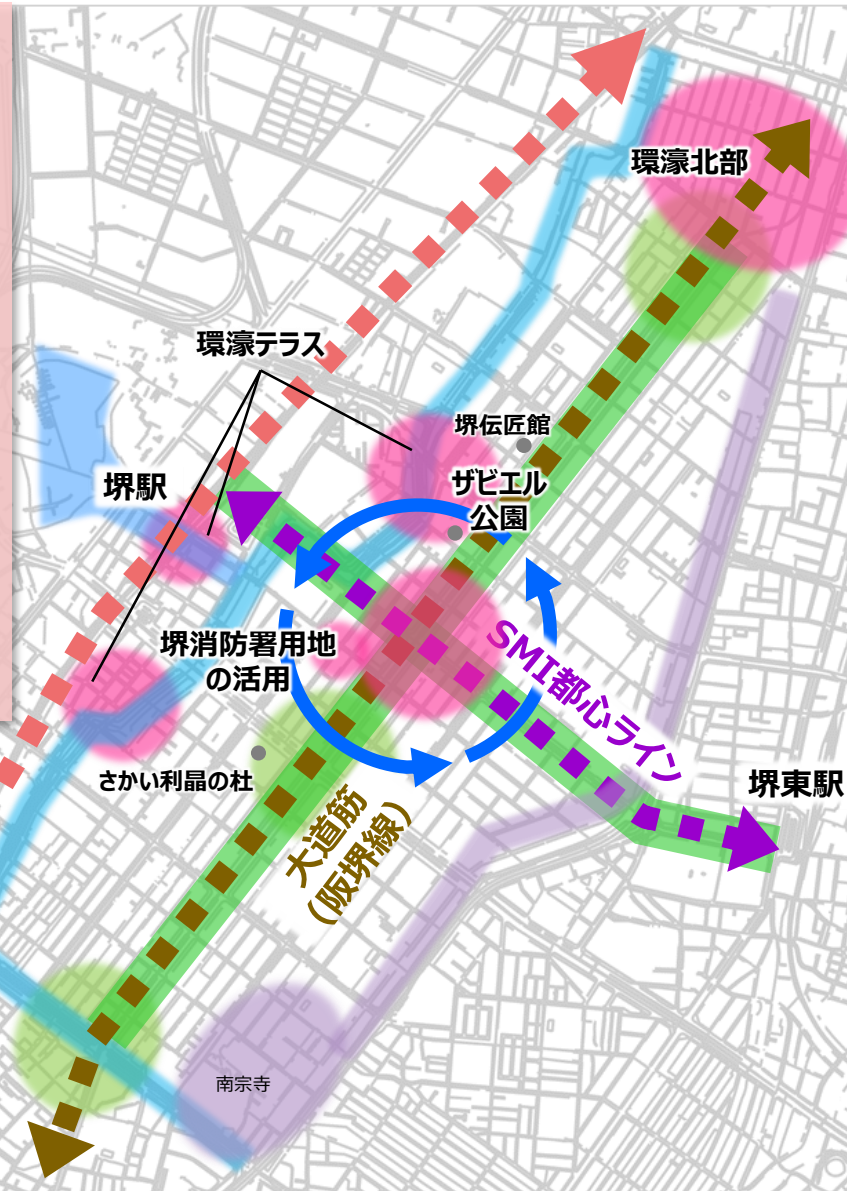 環濠北部
環濠テラス
堺伝匠館
ザビエル
公園
堺駅
堺消防署用地
の活用
SMI都心ライン
さかい利晶の杜
堺東駅
大道筋
(阪堺線)
南宗寺